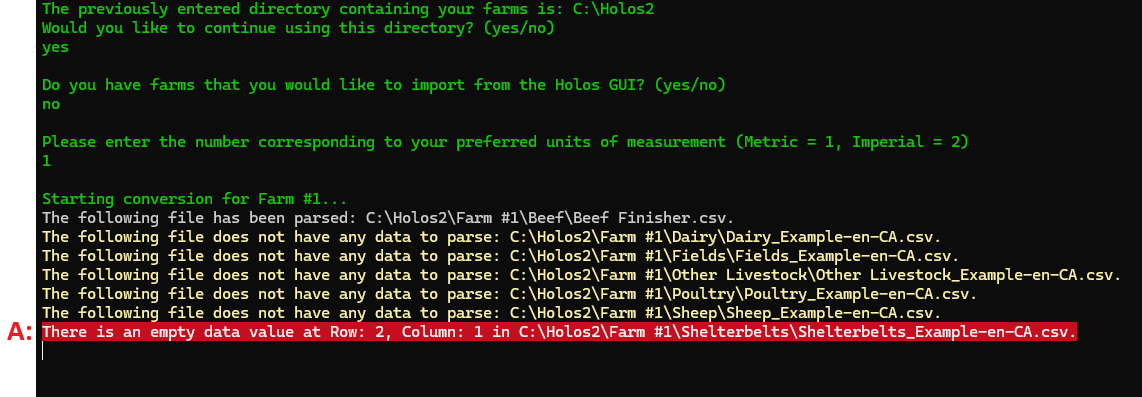 The previously entered directory containing your farms is: C:\Holos2
Would you like to continue using this directory? (yes/no)
yes
Do you have farms that you would like to import from the Holos GUI? (yes/no)
no
Please enter the number corresponding to your preferred units of measurement (Metric = 1, Imperial = 2)
1
Starting conversion for Farm #1...
The following file has been parsed: C:\Holos2\Farm #1\Beef\Beef Finisher.csv.
The following file does not have any data to parse: C:\Holos2\Farm #1\Dairy\Dairy_Example-en-CA.csv.
The following file does not have any data to parse: C:\Holos2\Farm #1\Fields\Fields_Example-en-CA.csv.
The following file does not have any data to parse: C:\Holos2\Farm #1\Other Livestock\Other Livestock_Example-en-CA.csv.
The following file does not have any data to parse: C:\Holos2\Farm #1\Poultry\Poultry_Example-en-CA.csv.
The following file does not have any data to parse: C:\Holos2\Farm #1\Sheep\Sheep_Example-en-CA.csv.
A: There is an empty data value at Row: 2, Column: 1 in C:\Holos2\Farm #1\Shelterbelts\Shelterbelts_Example-en-CA.csv.